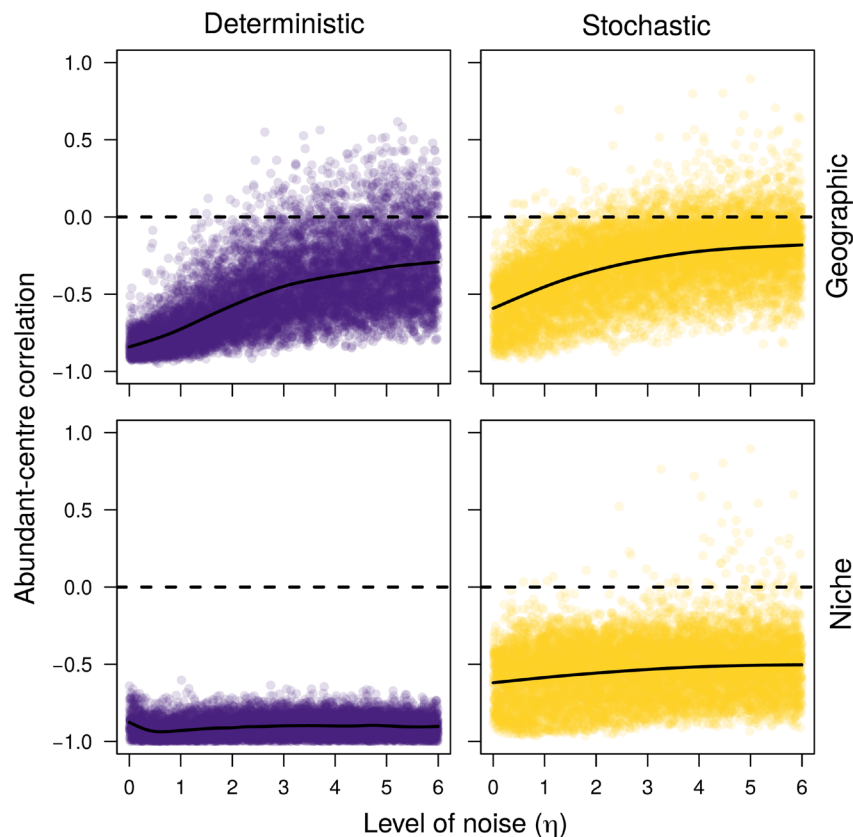 Deterministic
Stochastic
Abundant-centre correlation
1.0
0.5
0.0
−0.5
−1.0
Geographic
1.0
0.5
0.0
−0.5
−1.0
Niche
0 1 2 3 4 5 6
0 1 2 3 4 5 6
Level of noise (η)